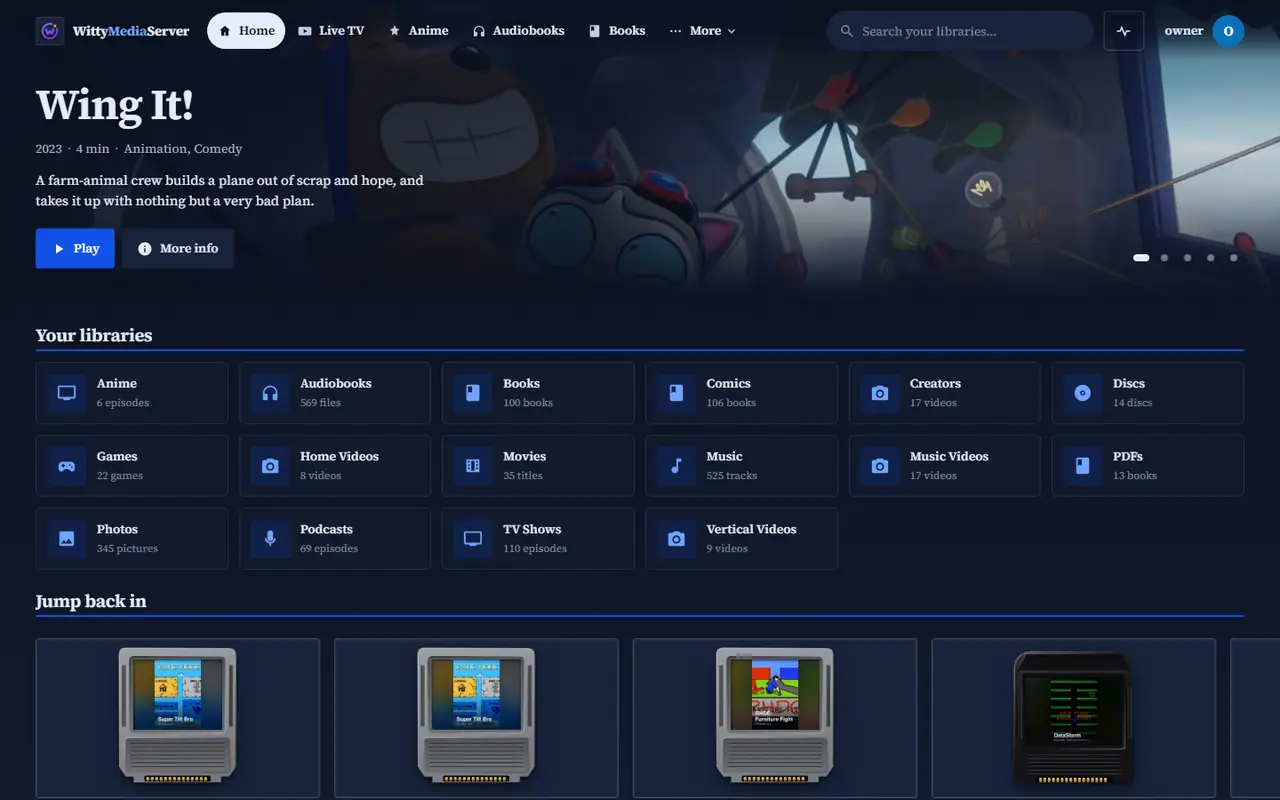 WittyMediaServer
Home
Live TV
Anime
Audiobooks
Books
More
Search your libraries...
owner
O
Wing It!
2023 · 4 min · Animation, Comedy
A farm-animal crew builds a plane out of scrap and hope, and
takes it up with nothing but a very bad plan.
Play
More info
Your libraries
Anime
6 episodes
Audiobooks
569 files
Books
100 books
Comics
106 books
Creators
17 videos
Discs
14 discs
Games
22 games
Home Videos
8 videos
Movies
35 titles
Music
525 tracks
Music Videos
17 videos
PDFs
13 books
Photos
345 pictures
Podcasts
69 episodes
TV Shows
110 episodes
Vertical Videos
9 videos
Jump back in
Super Tilt Bro
Super Tilt Bro
Furniture Fight
DataStorm